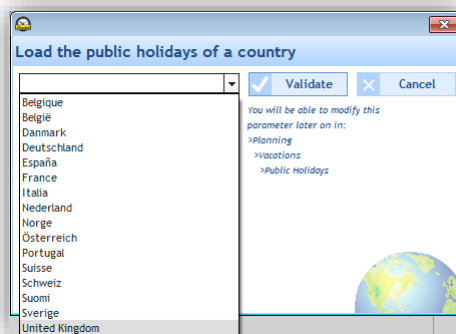 Load the public holidays of a country
Validate
Cancel
You will be able to modify this
parameter later on in:
>Planning
>Vacations
>Public Holidays
Belgique
België
Danmark
Deutschland
España
France
Italia
Nederland
Norge
Österreich
Portugal
Suisse
Schweiz
Suomi
Sverige
United Kingdom